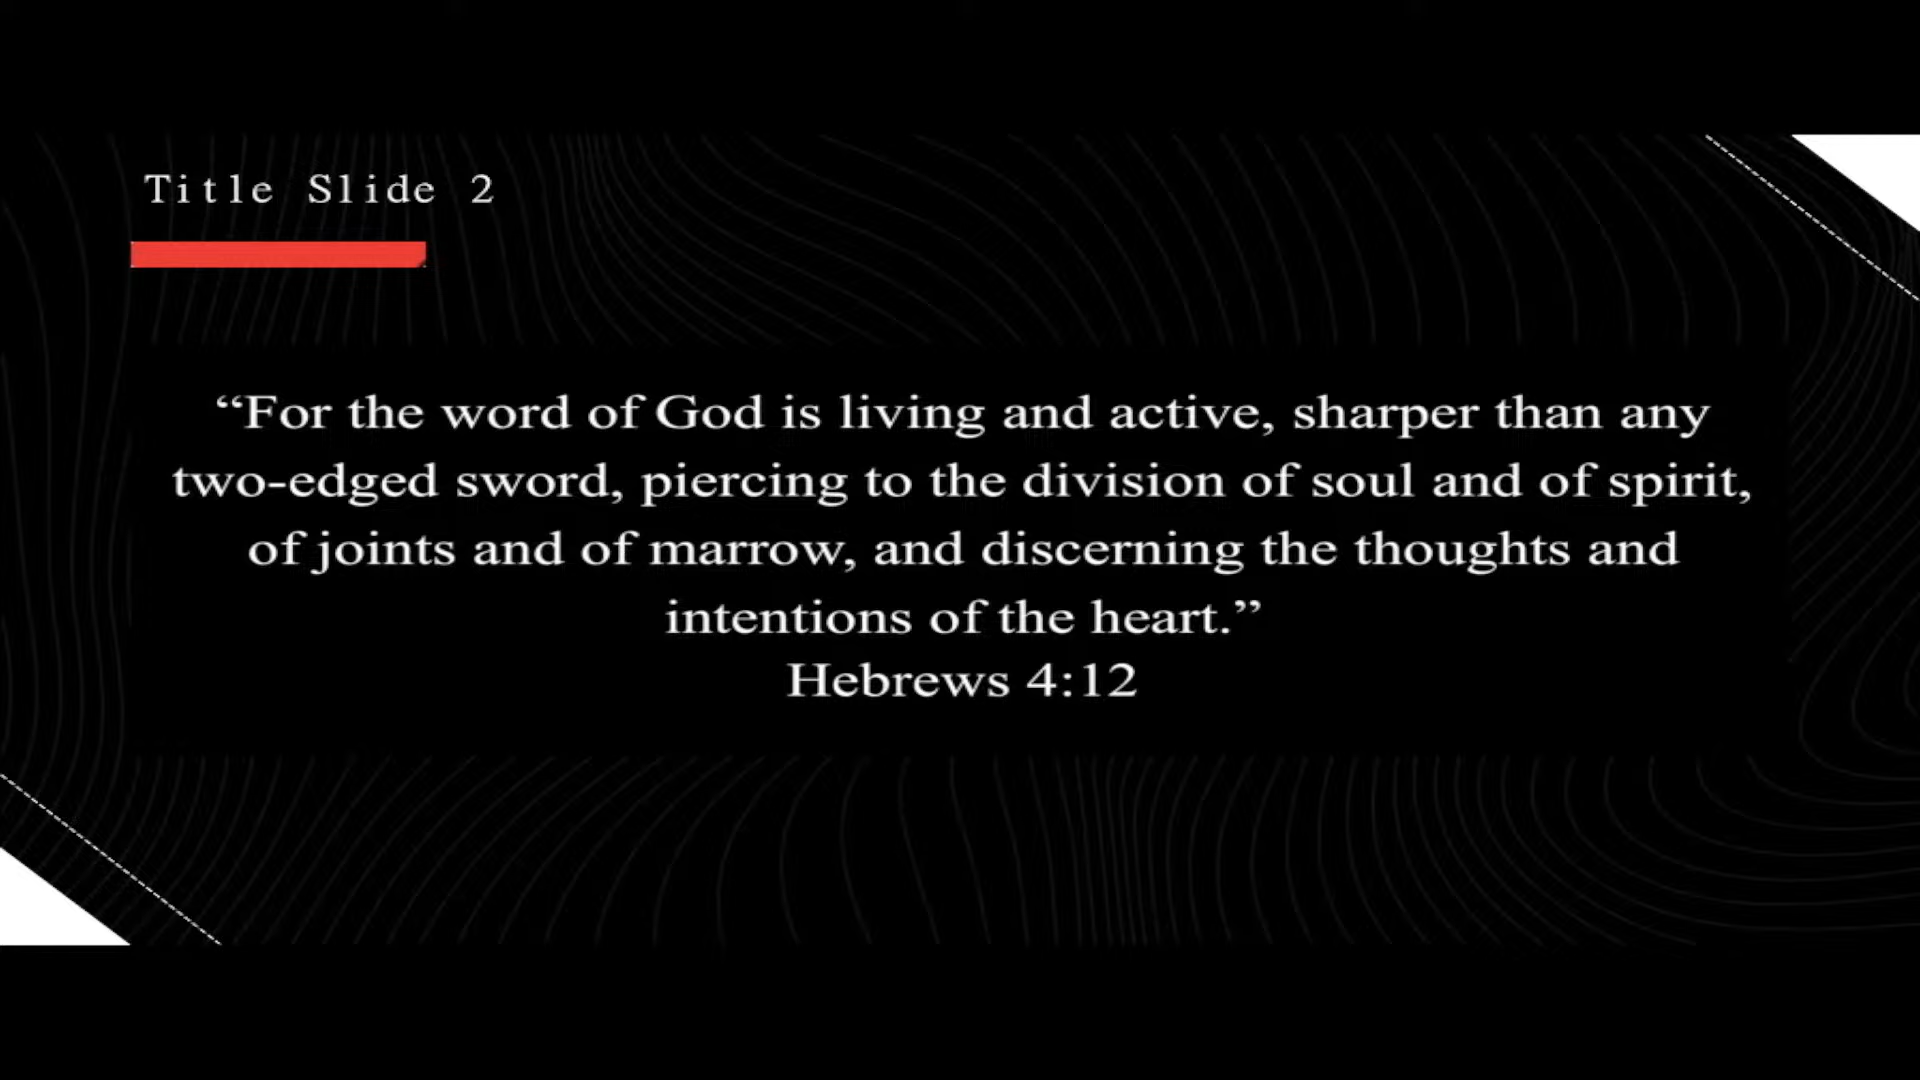 Title Slide 2
“For the word of God is living and active, sharper than any
two-edged sword, piercing to the division of soul and of spirit,
of joints and of marrow, and discerning the thoughts and
intentions of the heart.”
Hebrews 4:12